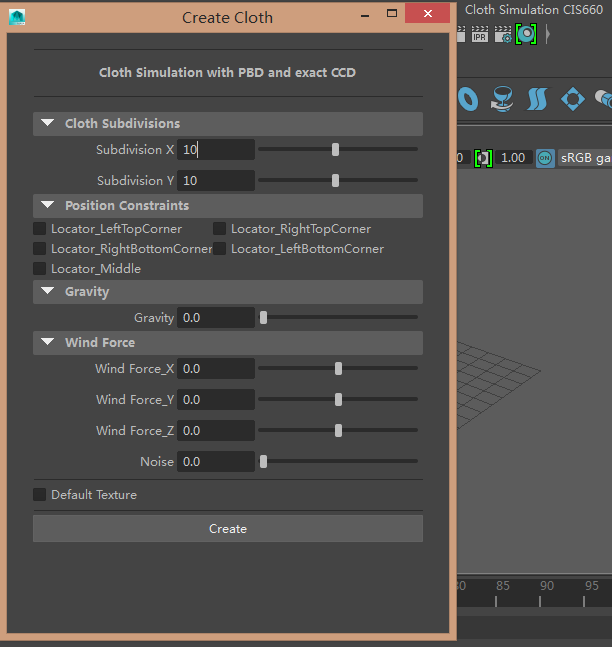 Create Cloth
Cloth Simulation CIS660
IPR
Cloth Simulation with PBD and exact CCD
Cloth Subdivisions
Subdivision X 10
0 1.00 ON sRGB ga
Subdivision Y 10
Position Constraints
Locator_LeftTopCorner Locator_RightTopCorner
Locator_RightBottomCorner Locator_LeftBottomCorner
Locator_Middle
Gravity
Gravity 0.0
Wind Force
Wind Force_X 0.0
Wind Force_Y 0.0
Wind Force_Z 0.0
Noise 0.0
Default Texture
Create
80 85 90 95